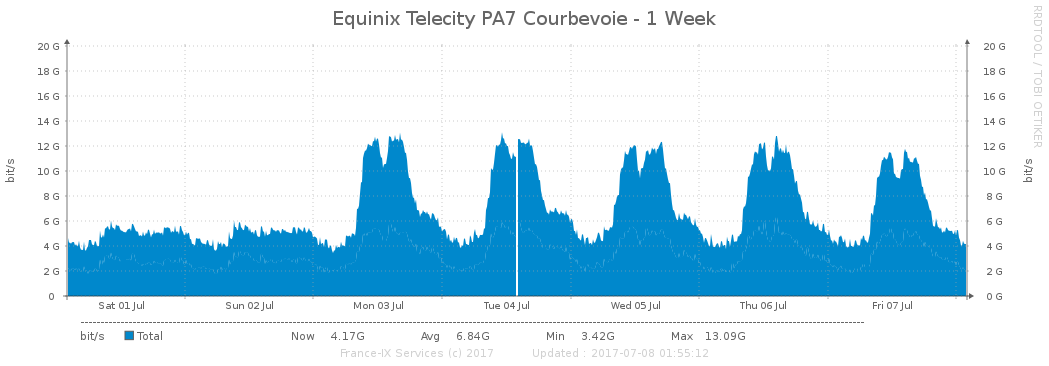 Equinix Telecity PA7 Courbevoie - 1 Week
RRDTOOL / TOBI OETIKER
20 G 20 G
18 G 18 G
16 G 16 G
14 G 14 G
12 G 12 G
10 G 10 G
8 G 8 G
6 G 6 G
4 G 4 G
2 G 2 G
0 0 G
bit/s bit/s
Sat 01 Jul Sun 02 Jul Mon 03 Jul Tue 04 Jul Wed 05 Jul Thu 06 Jul Fri 07 Jul
bit/s Total Now 4.17G Avg 6.84G Min 3.42G Max 13.09G
France-IX Services (c) 2017 Updated : 2017-07-08 01:55:12